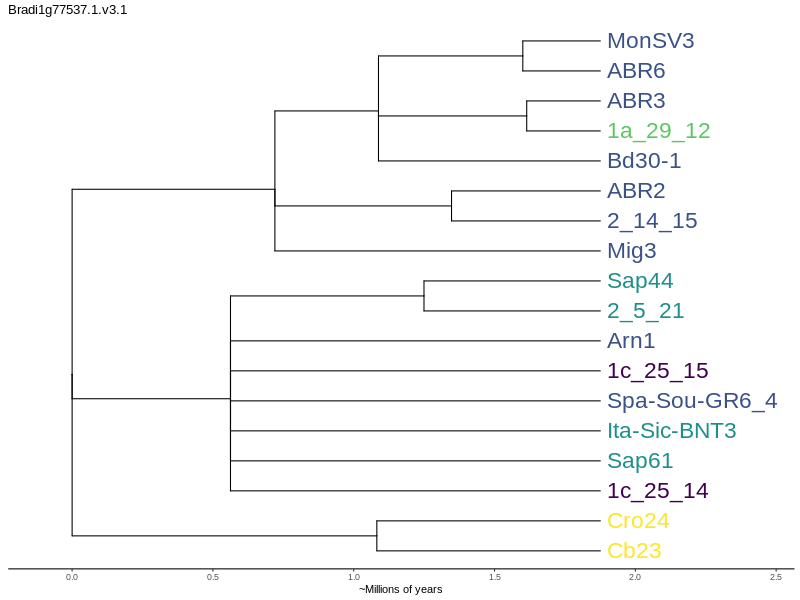 Bradi1g77537.1.v3.1
MonSV3
ABR6
ABR3
1a_29_12
Bd30-1
ABR2
2_14_15
Mig3
Sap44
2_5_21
Arn1
1c_25_15
Spa-Sou-GR6_4
Ita-Sic-BNT3
Sap61
1c_25_14
Cro24
Cb23
0.0 0.5 1.0 1.5 2.0 2.5
~Millions of years